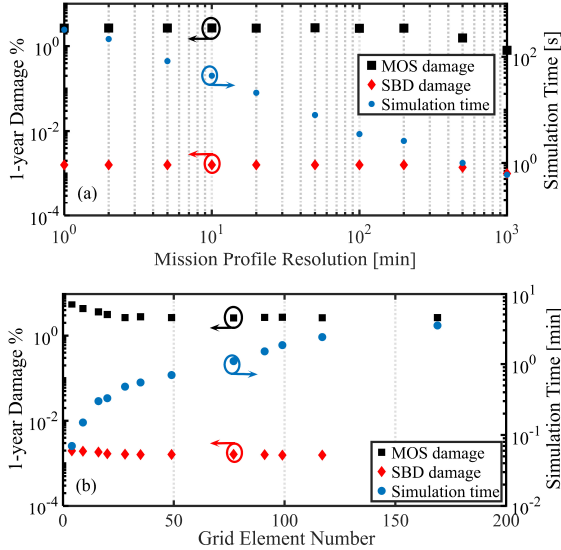 1-year Damage %
10^0
10^-2
10^-4
(a)
MOS damage
SBD damage
Simulation time
10^2
10^0
Simulation Time [s]
10^0
10^1
10^2
10^3
Mission Profile Resolution [min]
1-year Damage %
10^0
10^-2
10^-4
(b)
MOS damage
SBD damage
Simulation time
10^1
10^0
10^-1
10^-2
Simulation Time [min]
0
50
100
150
200
Grid Element Number